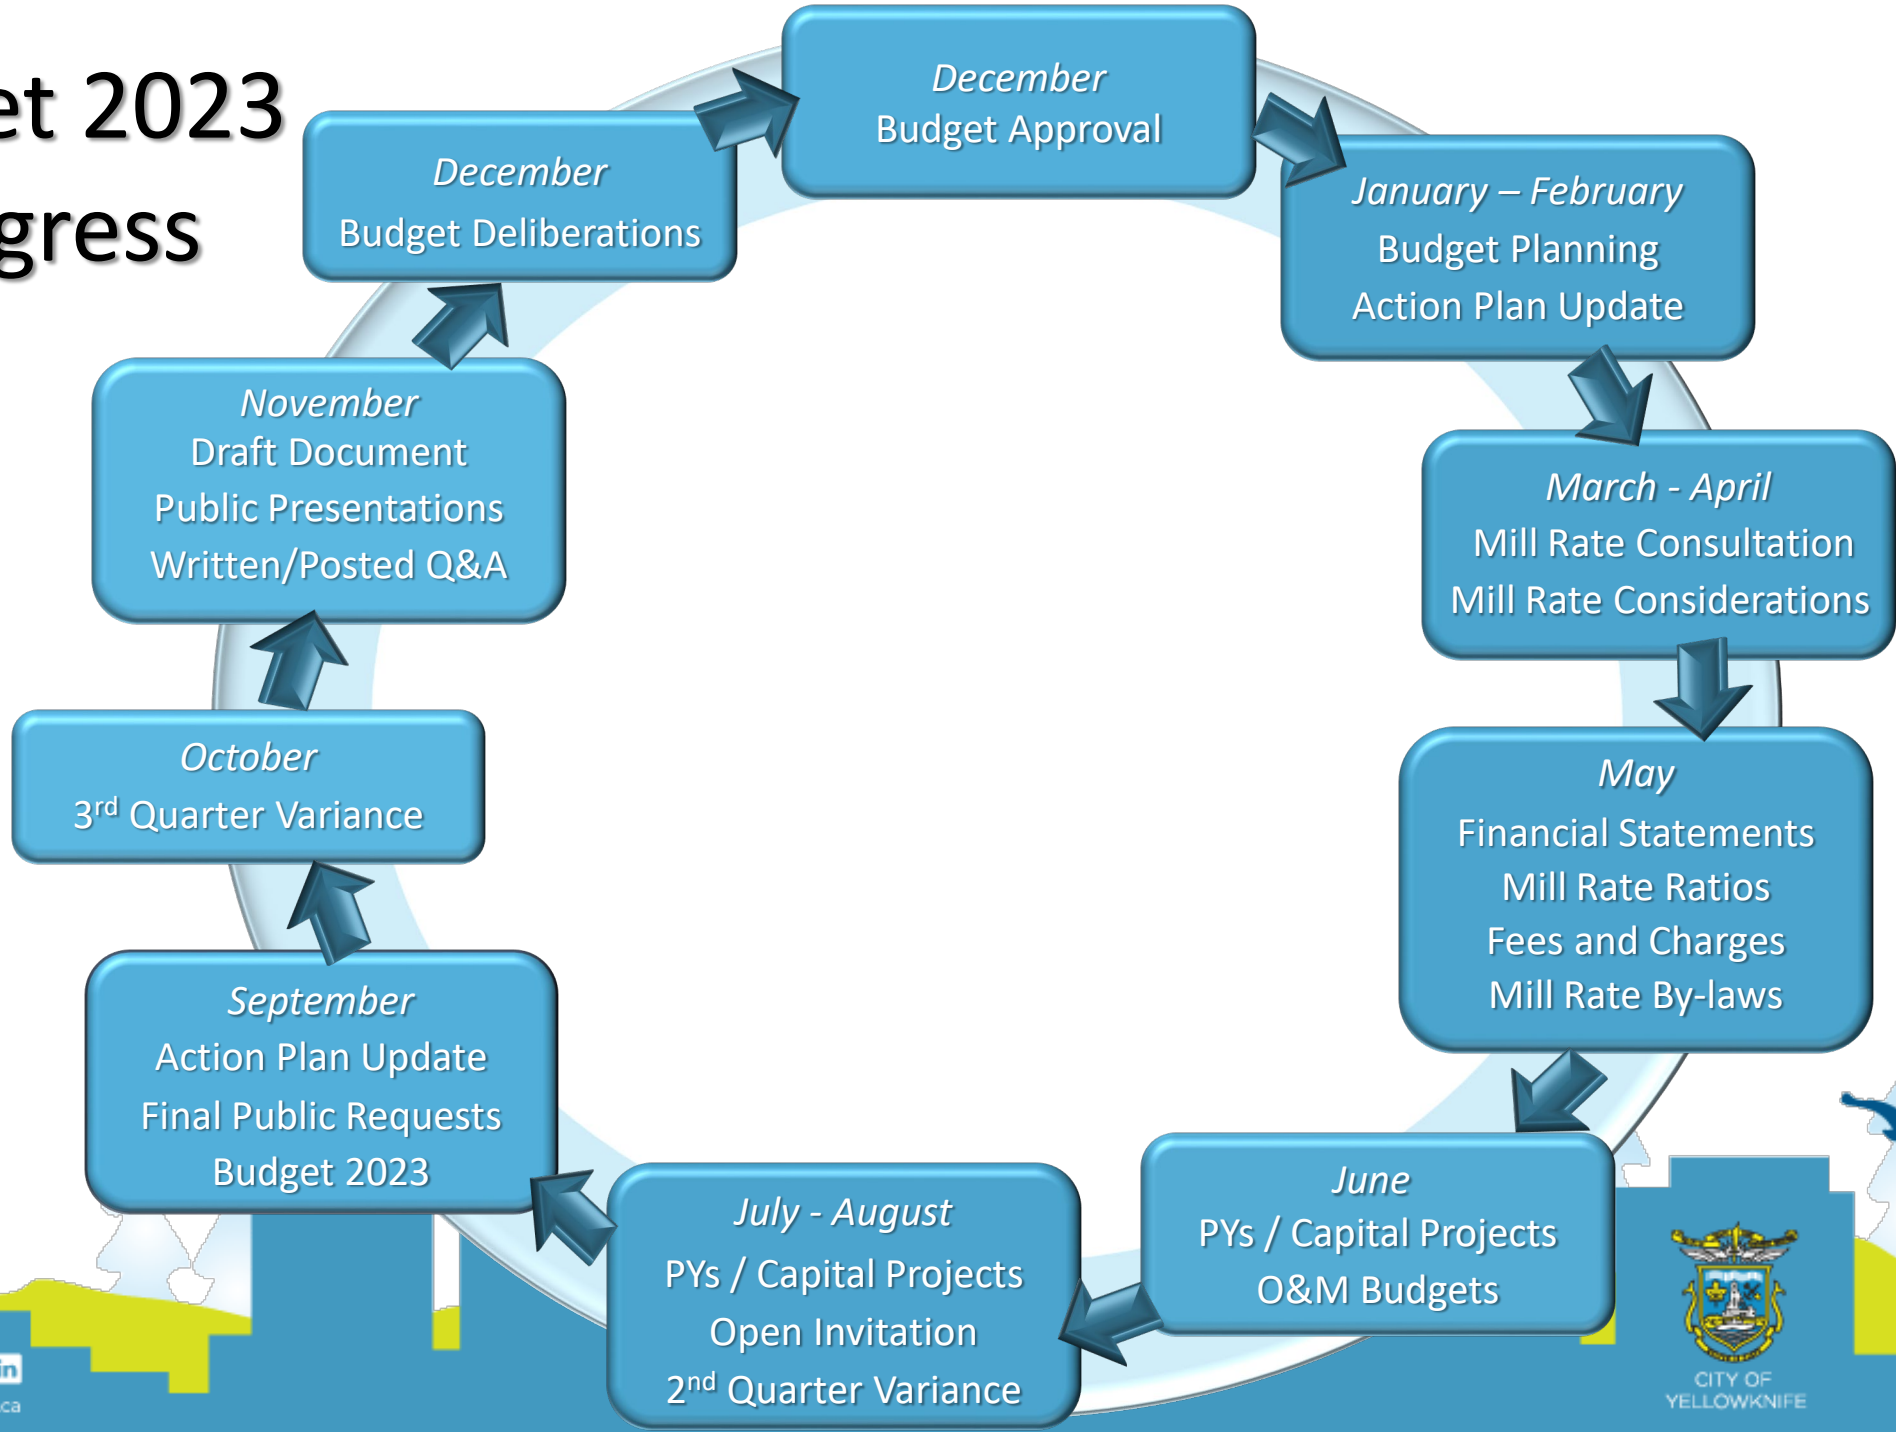 et 2023
gress
December
Budget Approval
January – February
Budget Planning
Action Plan Update
March - April
Mill Rate Consultation
Mill Rate Considerations
May
Financial Statements
Mill Rate Ratios
Fees and Charges
Mill Rate By-laws
June
PYs / Capital Projects
O&M Budgets
July - August
PYs / Capital Projects
Open Invitation
2nd Quarter Variance
September
Action Plan Update
Final Public Requests
Budget 2023
October
3rd Quarter Variance
November
Draft Document
Public Presentations
Written/Posted Q&A
December
Budget Deliberations
in
ca
CITY OF
YELLOWKNIFE